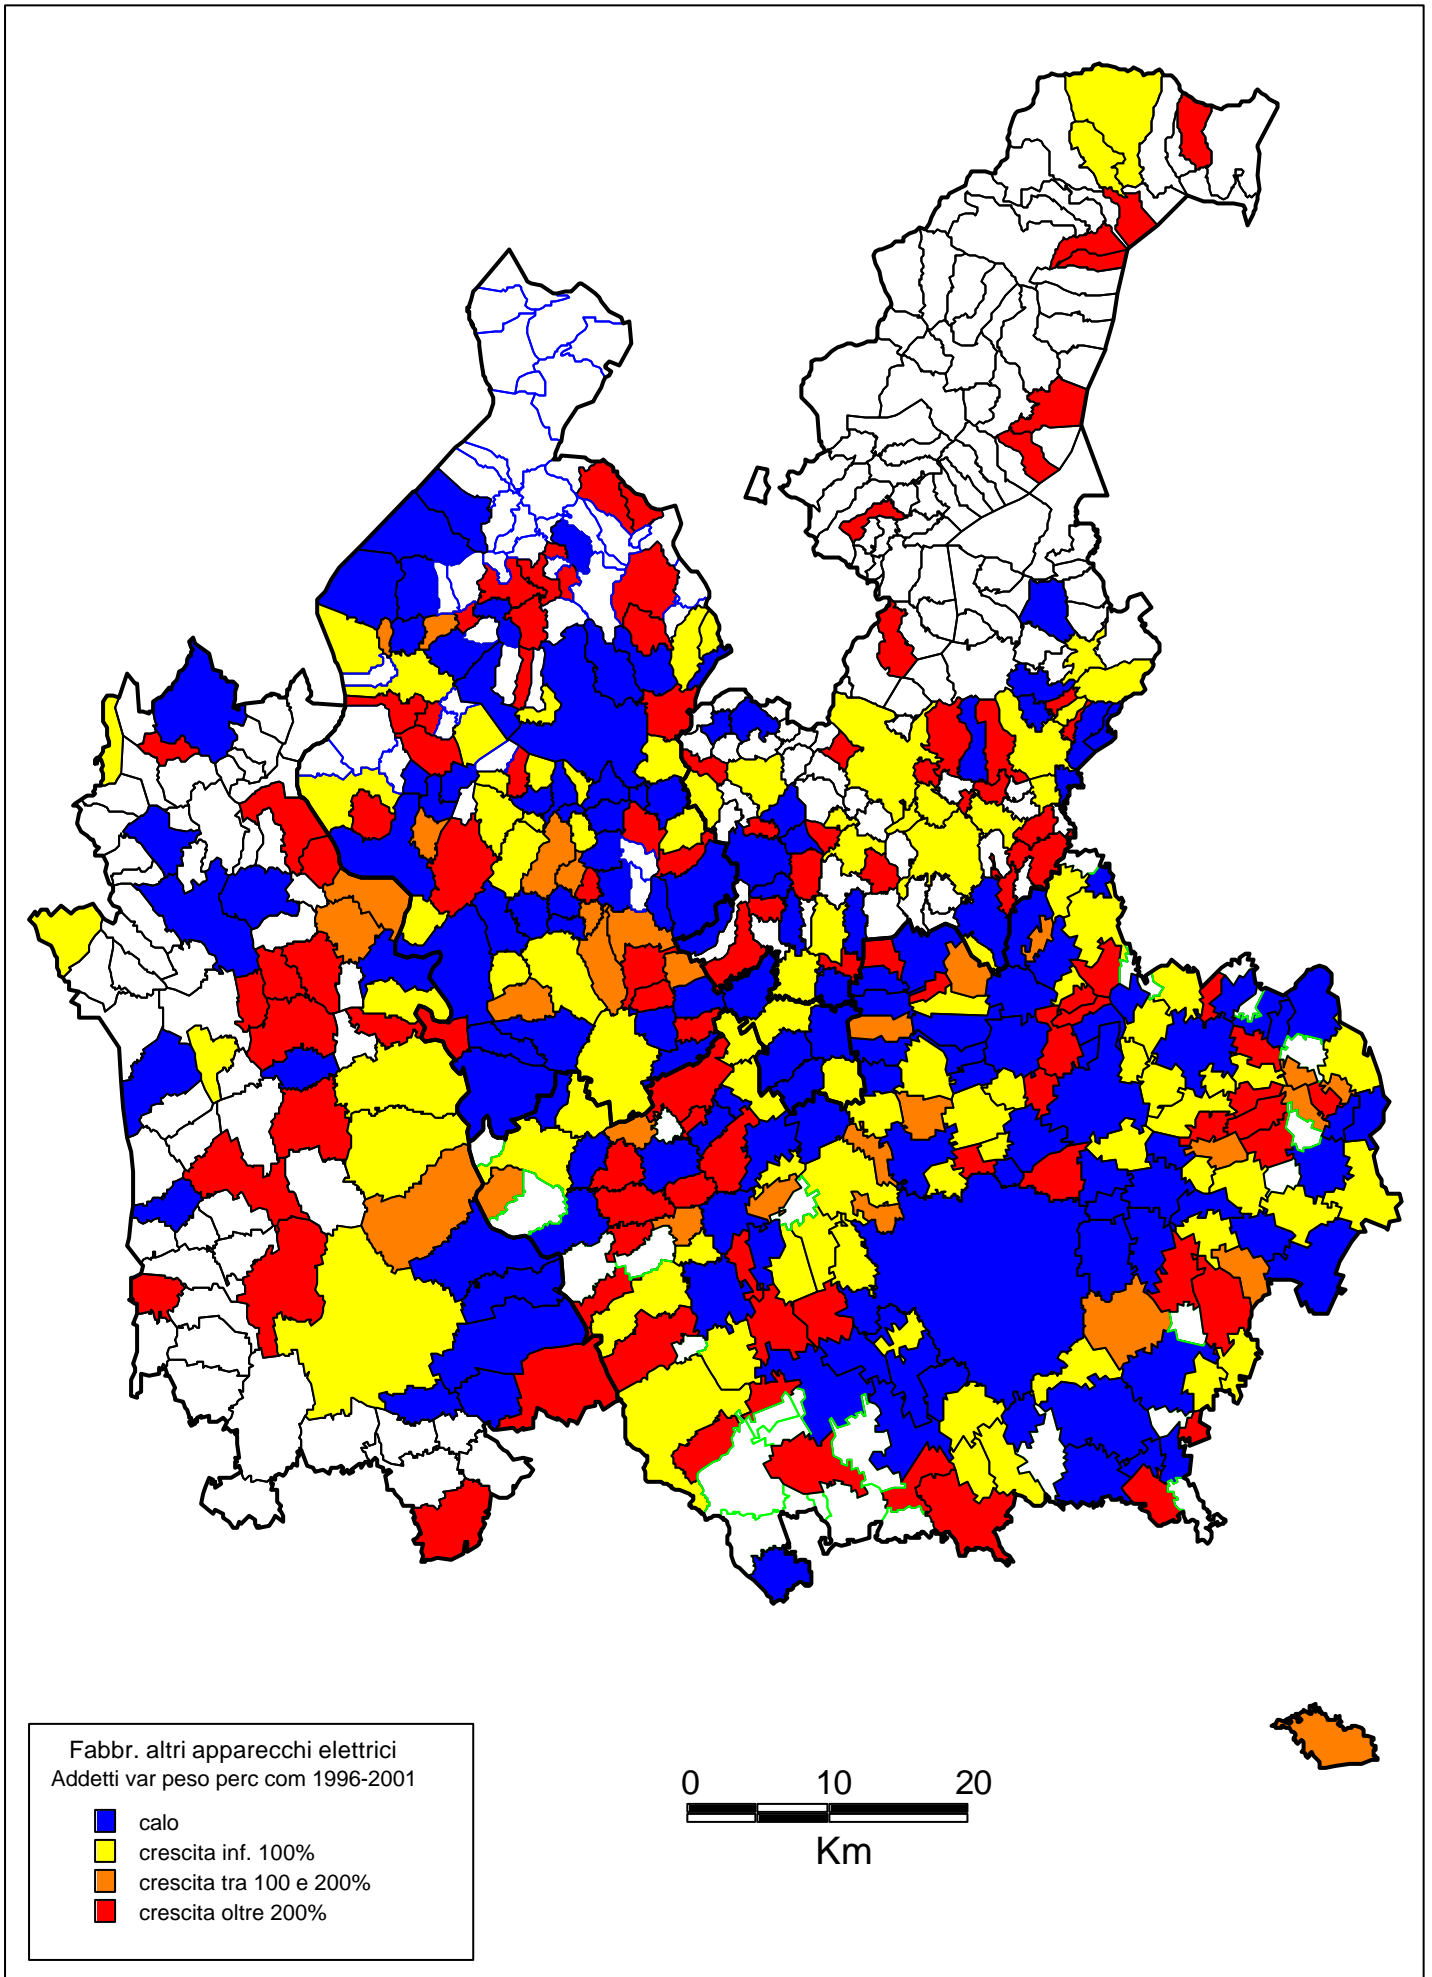 0 10 20
Km
Fabbr. altri apparecchi elettrici
Addetti var peso perc com 1996-2001
calo
crescita inf. 100%
crescita tra 100 e 200%
crescita oltre 200%